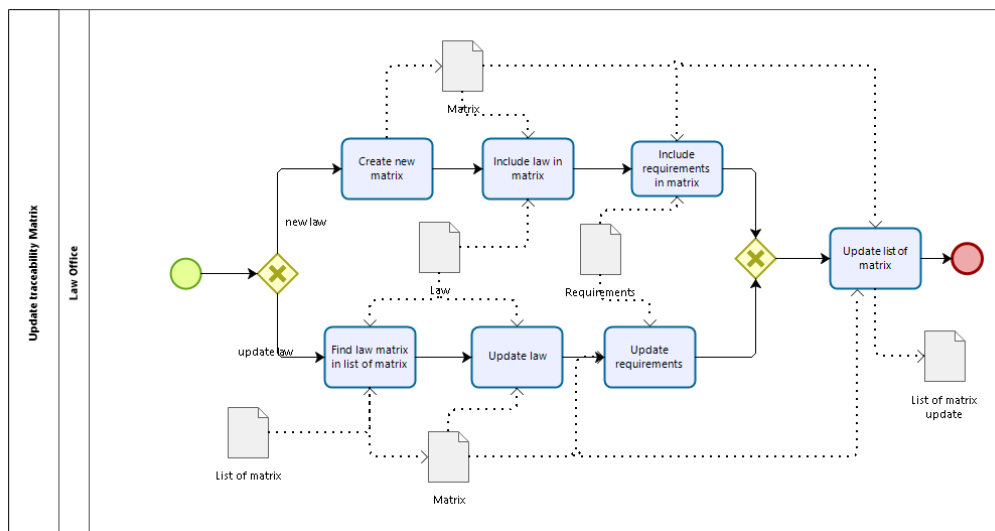 Update traceability Matrix
Law Office
Matrix
Create new
matrix
Include law in
matrix
Include
requirements
in matrix
new law
Law
Requirements
Update list of
matrix
update law
Find law matrix
in list of matrix
Update law
Update
requirements
List of matrix
update
List of matrix
Matrix